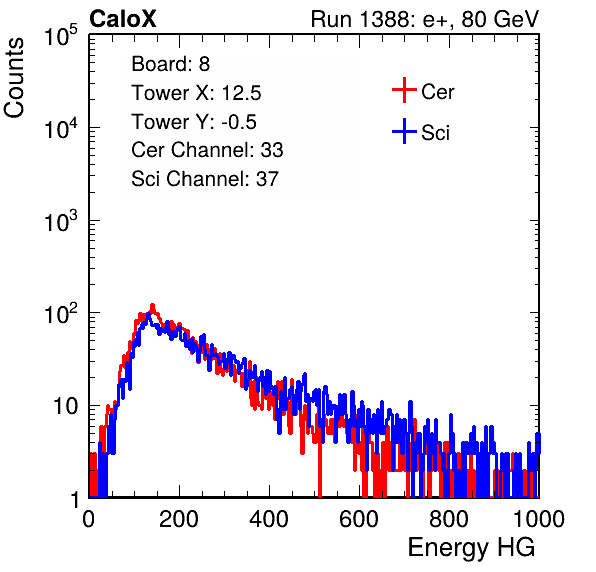 CaloX Run 1388: e+, 80 GeV
Counts
Board: 8
Tower X: 12.5
Tower Y: -0.5
Cer Channel: 33
Sci Channel: 37
Cer
Sci
10^5
10^4
10^3
10^2
10
1
0 200 400 600 800 1000
Energy HG